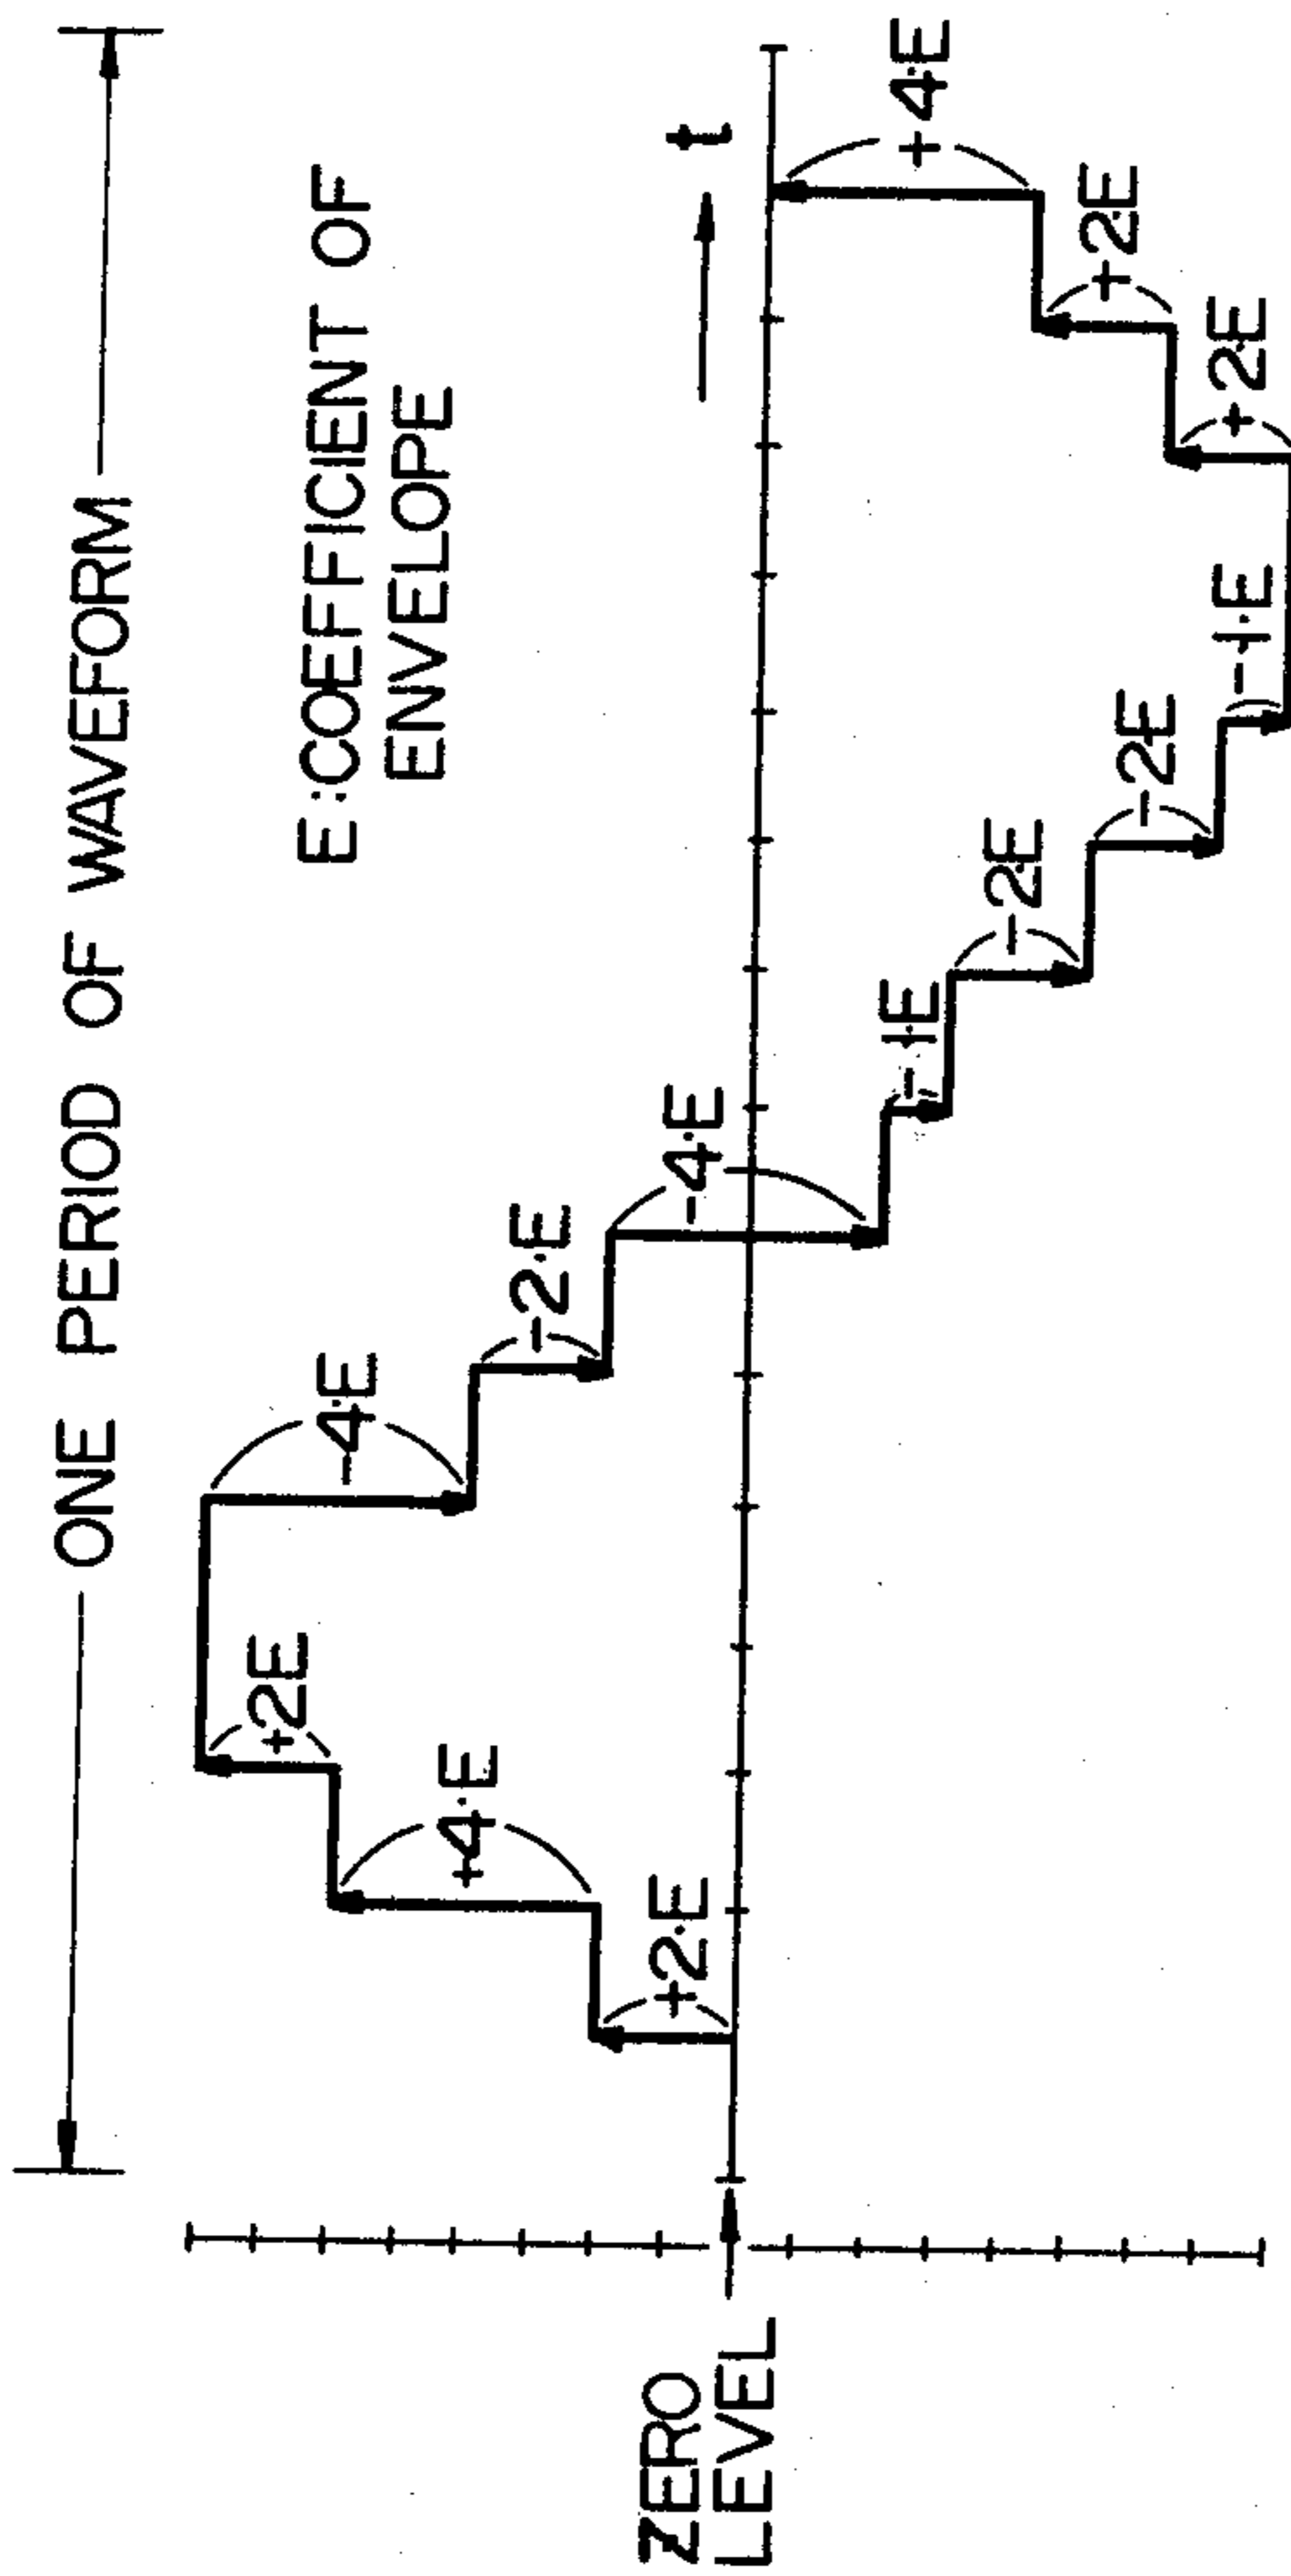 ONE PERIOD OF WAVEFORM
E:COEFFICIENT OF
ENVELOPE
+2·E
+4·E
+2E
-4·E
-2·E
-4·E
-1·E
-2E
-2E
-1·E
+2·E
+2E
+4·E
t
ZERO
LEVEL